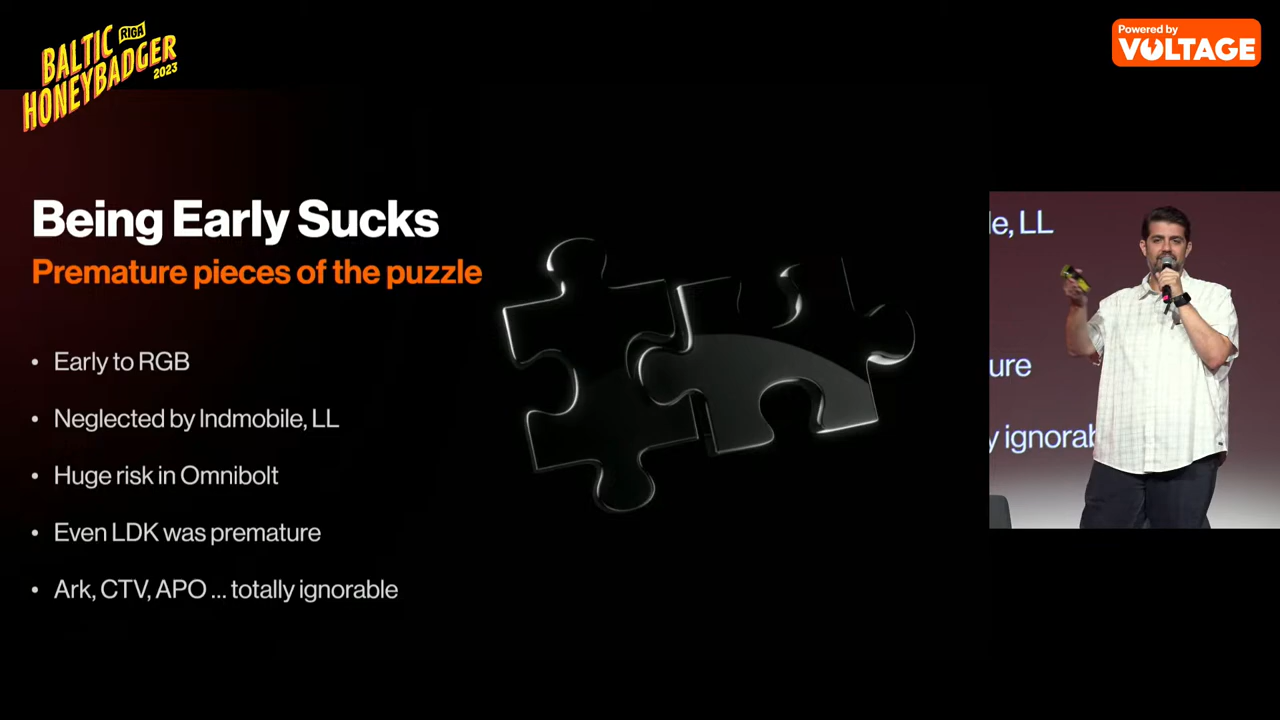 BALTIC
RIGA
HONEYBADGER
2023
Powered by
VOLTAGE
Being Early Sucks
Premature pieces of the puzzle
• Early to RGB
• Neglected by lndmobile, LL
• Huge risk in Omnibolt
• Even LDK was premature
• Ark, CTV, APO ... totally ignorable
le, LL
ure
y ignorab